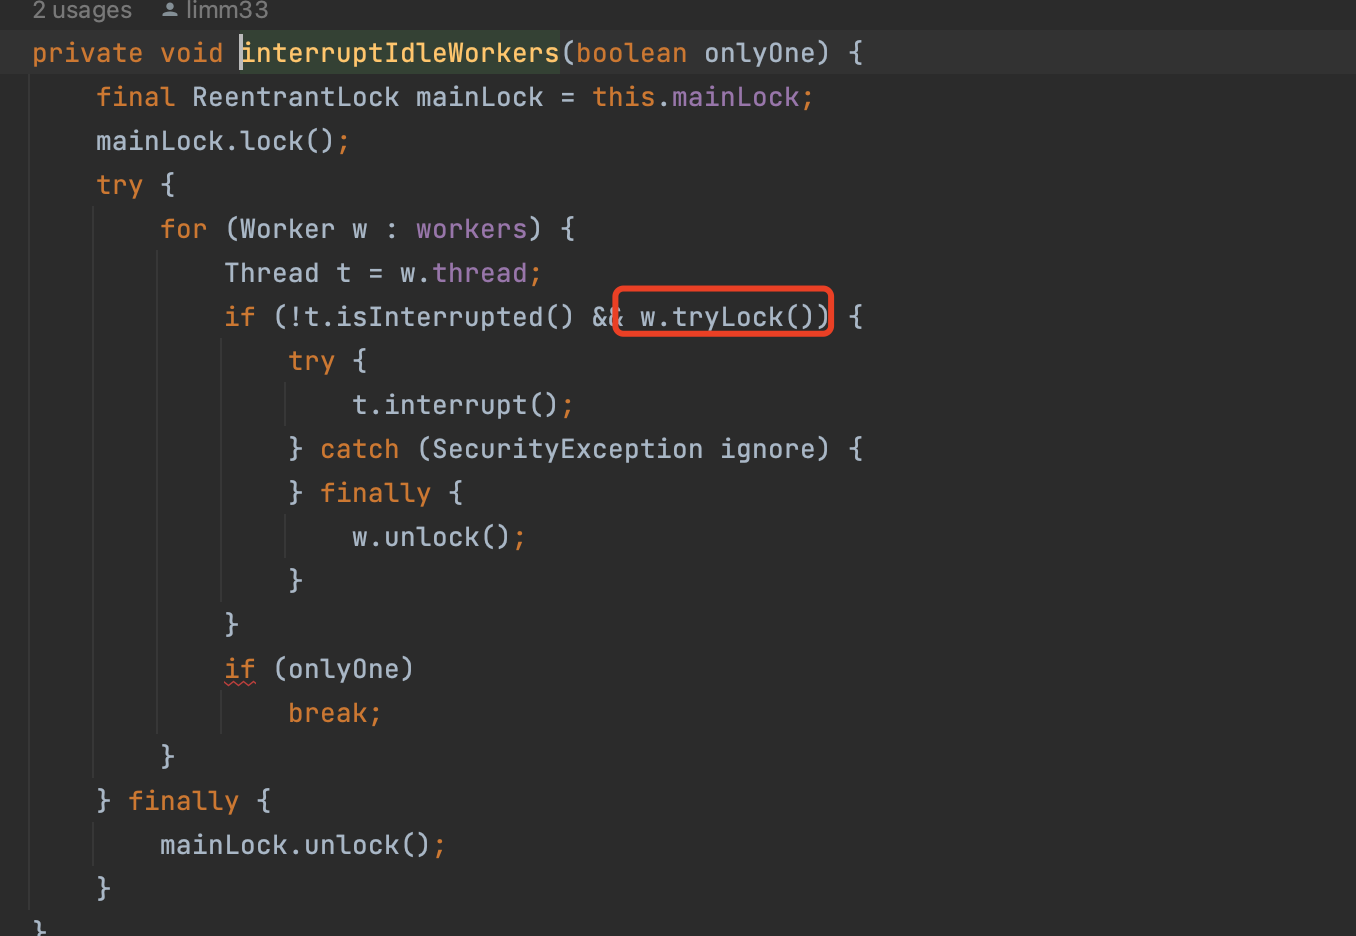 2 usages limm33
private void interruptIdleWorkers(boolean onlyOne) {
final ReentrantLock mainLock = this.mainLock;
mainLock.lock();
try {
for (Worker w : workers) {
Thread t = w.thread;
if (!t.isInterrupted() && w.tryLock()) {
try {
t.interrupt();
} catch (SecurityException ignore) {
} finally {
w.unlock();
}
}
if (onlyOne)
break;
}
} finally {
mainLock.unlock();
}
}